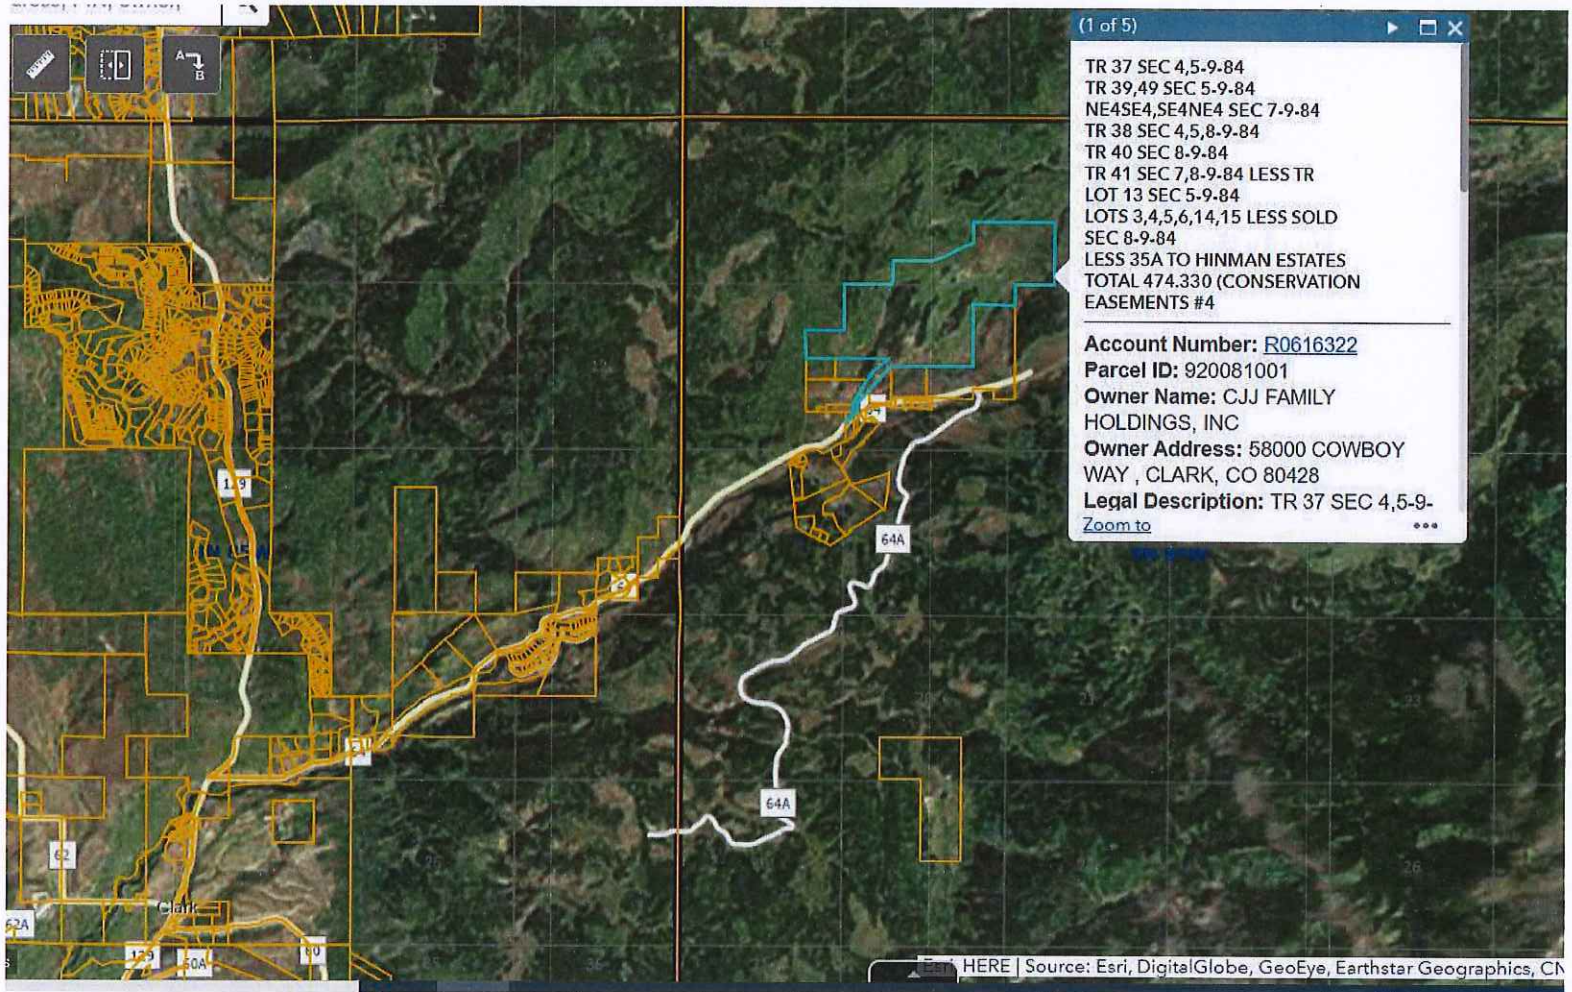 (1 of 5)
A
B
TR 37 SEC 4,5-9-84
TR 39,49 SEC 5-9-84
NE4SE4,SE4NE4 SEC 7-9-84
TR 38 SEC 4,5,8-9-84
TR 40 SEC 8-9-84
TR 41 SEC 7,8-9-84 LESS TR
LOT 13 SEC 5-9-84
LOTS 3,4,5,6,14,15 LESS SOLD
SEC 8-9-84
LESS 35A TO HINMAN ESTATES
TOTAL 474.330 (CONSERVATION
EASEMENTS #4
Account Number: R0616322
Parcel ID: 920081001
Owner Name: CJJ FAMILY
HOLDINGS, INC
Owner Address: 58000 COWBOY
WAY , CLARK, CO 80428
Legal Description: TR 37 SEC 4,5-9-
Zoom to
129
64A
64A
62
Clark
62A
129
60A
26
Esri, HERE | Source: Esri, DigitalGlobe, GeoEye, Earthstar Geographics, CN